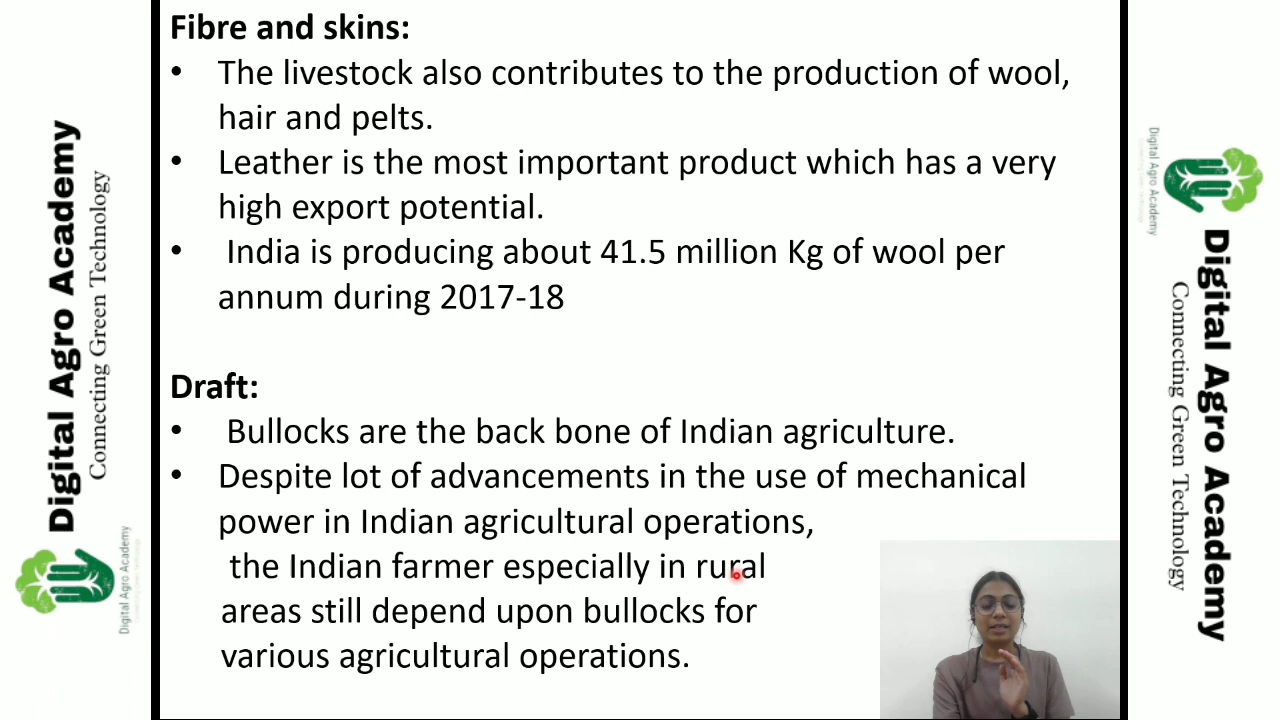 Fibre and skins:
• The livestock also contributes to the production of wool,
hair and pelts.
• Leather is the most important product which has a very
high export potential.
• India is producing about 41.5 million Kg of wool per
annum during 2017-18
Draft:
• Bullocks are the back bone of Indian agriculture.
• Despite lot of advancements in the use of mechanical
power in Indian agricultural operations,
the Indian farmer especially in rural
areas still depend upon bullocks for
various agricultural operations.
Digital Agro Academy
Connecting Green Technology
Digital Agro Academy
Digital Agro Academy
Connecting Green Technology
Digital Agro Academy